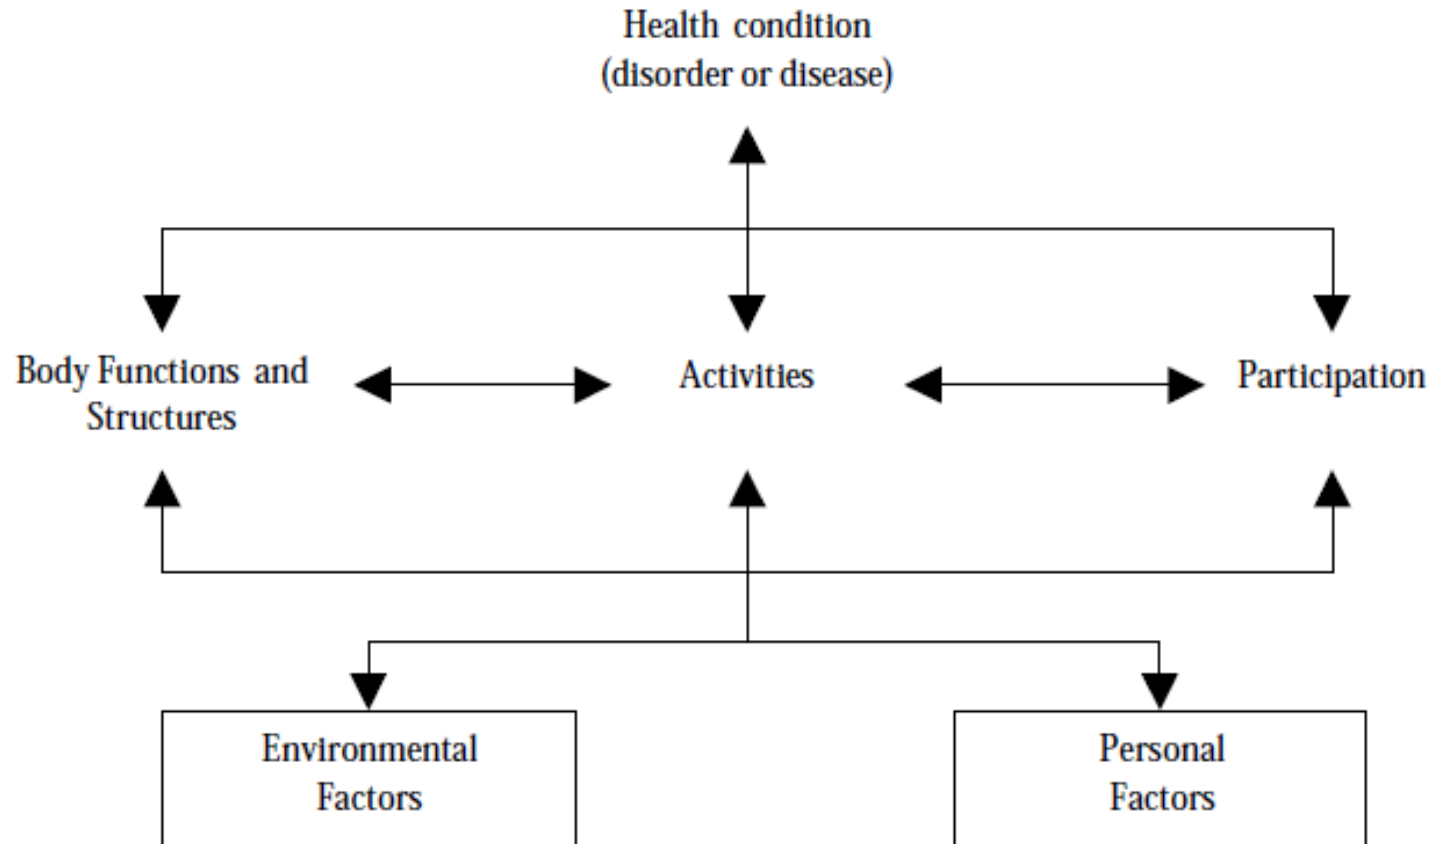 Health condition
(disorder or disease)
Body Functions and
Structures
Activities
Participation
Environmental
Factors
Personal
Factors